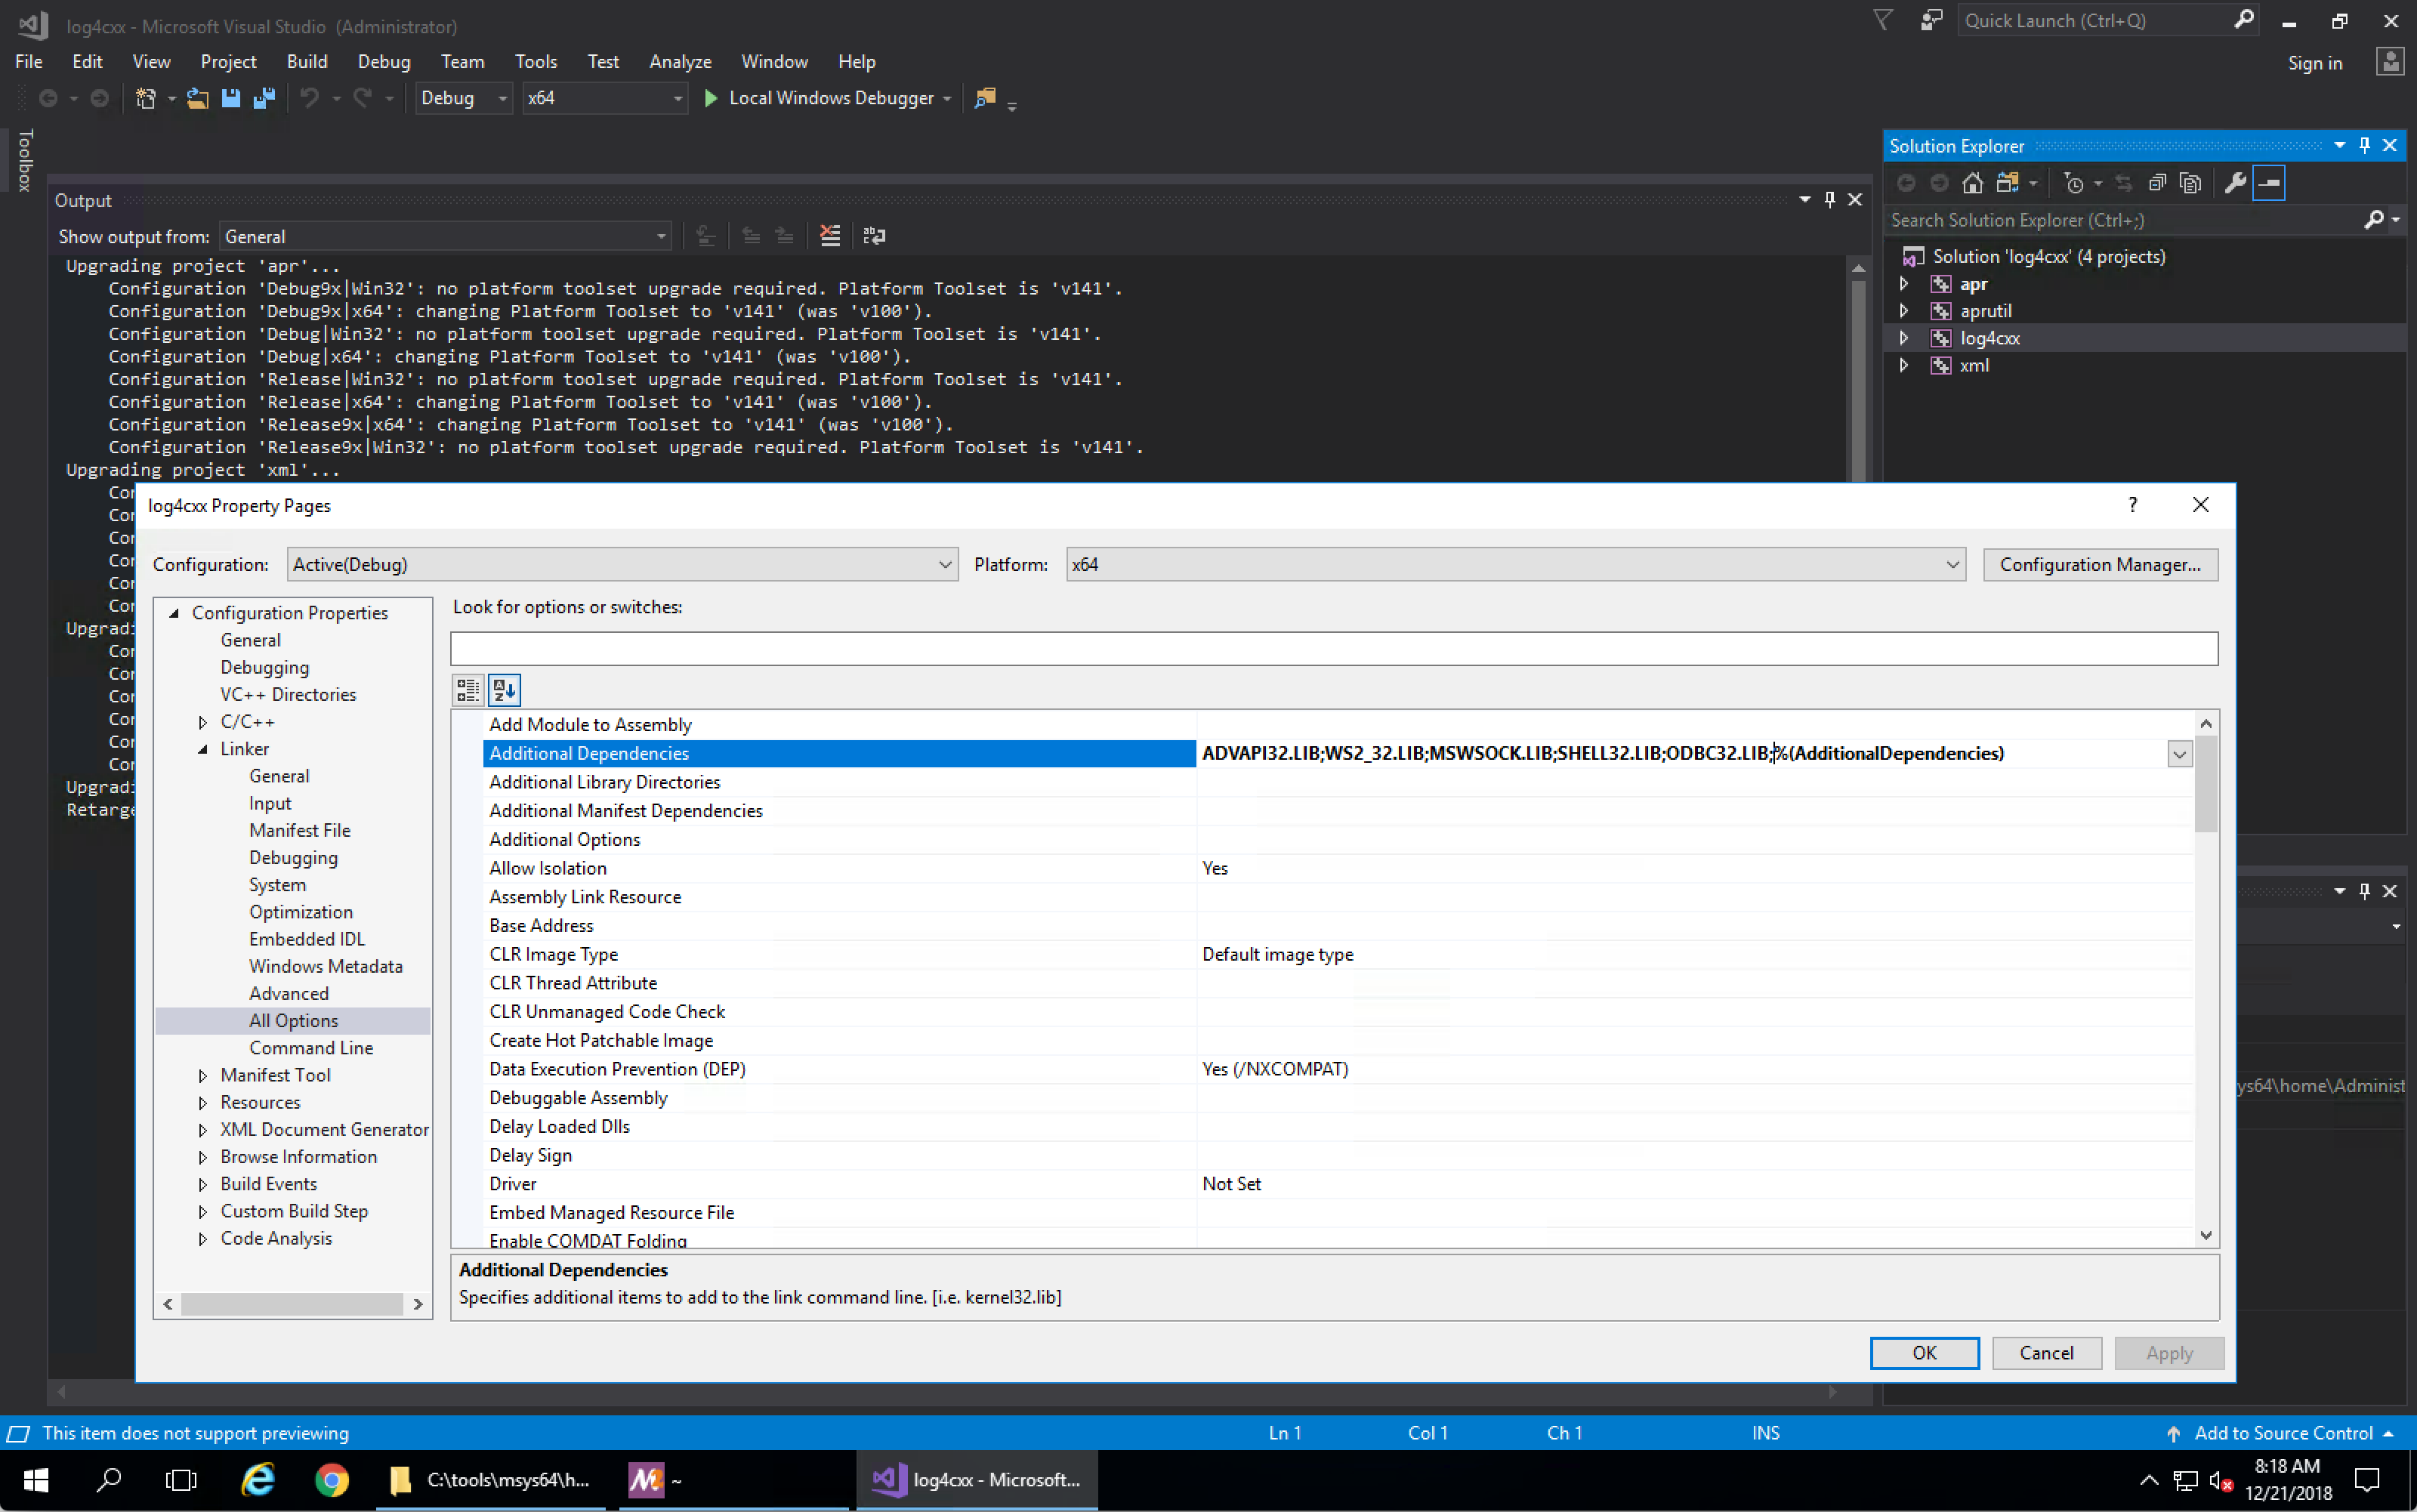 log4cxx - Microsoft Visual Studio (Administrator)
Quick Launch (Ctrl+Q)
File Edit View Project Build Debug Team Tools Test Analyze Window Help
Sign in
Debug x64 Local Windows Debugger
Toolbox
Output
Show output from: General
Upgrading project 'apr'...
Configuration 'Debug9x|Win32': no platform toolset upgrade required. Platform Toolset is 'v141'.
Configuration 'Debug9x|x64': changing Platform Toolset to 'v141' (was 'v100').
Configuration 'Debug|Win32': no platform toolset upgrade required. Platform Toolset is 'v141'.
Configuration 'Debug|x64': changing Platform Toolset to 'v141' (was 'v100').
Configuration 'Release|Win32': no platform toolset upgrade required. Platform Toolset is 'v141'.
Configuration 'Release|x64': changing Platform Toolset to 'v141' (was 'v100').
Configuration 'Release9x|x64': changing Platform Toolset to 'v141' (was 'v100').
Configuration 'Release9x|Win32': no platform toolset upgrade required. Platform Toolset is 'v141'.
Upgrading project 'xml'...
Solution Explorer
Search Solution Explorer (Ctrl+;)
Solution 'log4cxx' (4 projects)
apr
aprutil
log4cxx
xml
log4cxx Property Pages
?
Configuration: Active(Debug) Platform: x64 Configuration Manager...
Configuration Properties
General
Debugging
VC++ Directories
C/C++
Linker
General
Input
Manifest File
Debugging
System
Optimization
Embedded IDL
Windows Metadata
Advanced
All Options
Command Line
Manifest Tool
Resources
XML Document Generator
Browse Information
Build Events
Custom Build Step
Code Analysis
Look for options or switches:
Add Module to Assembly
Additional Dependencies ADVAPI32.LIB;WS2_32.LIB;MSWSOCK.LIB;SHELL32.LIB;ODBC32.LIB;%(AdditionalDependencies)
Additional Library Directories
Additional Manifest Dependencies
Additional Options
Allow Isolation Yes
Assembly Link Resource
Base Address
CLR Image Type Default image type
CLR Thread Attribute
CLR Unmanaged Code Check
Create Hot Patchable Image
Data Execution Prevention (DEP) Yes (/NXCOMPAT)
Debuggable Assembly
Delay Loaded Dlls
Delay Sign
Driver Not Set
Embed Managed Resource File
Enable COMDAT Folding
Additional Dependencies
Specifies additional items to add to the link command line. [i.e. kernel32.lib]
OK Cancel Apply
ys64\home\Administ
This item does not support previewing Ln 1 Col 1 Ch 1 INS Add to Source Control
C:\tools\msys64\h... ~ log4cxx - Microsoft...
8:18 AM
12/21/2018